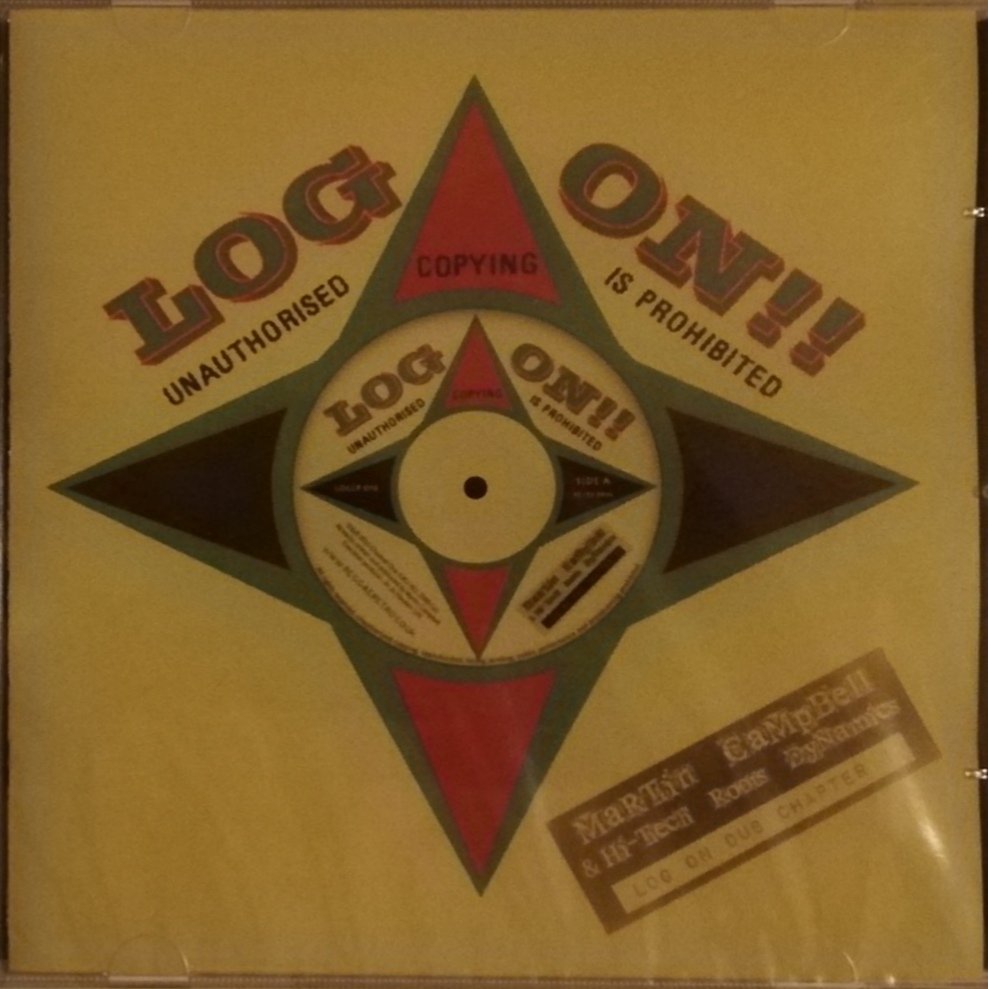 LOG ON!!
UNAUTHORISED COPYING IS PROHIBITED
LOG ON!!
UNAUTHORISED COPYING IS PROHIBITED
SIDE A
MaRTin CaMpBell
& Hi-Tech Roots DyNamics
LOG ON DUB CHAPTER